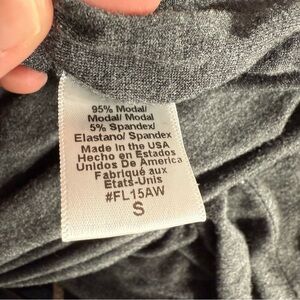 95% Modal/
Modal/ Modal
5% Spandex/
Elastano/ Spandex
Made in the USA
Hecho en Estados
Unidos De America
Fabriqué aux
Etats-Unis
#FL15AW
S